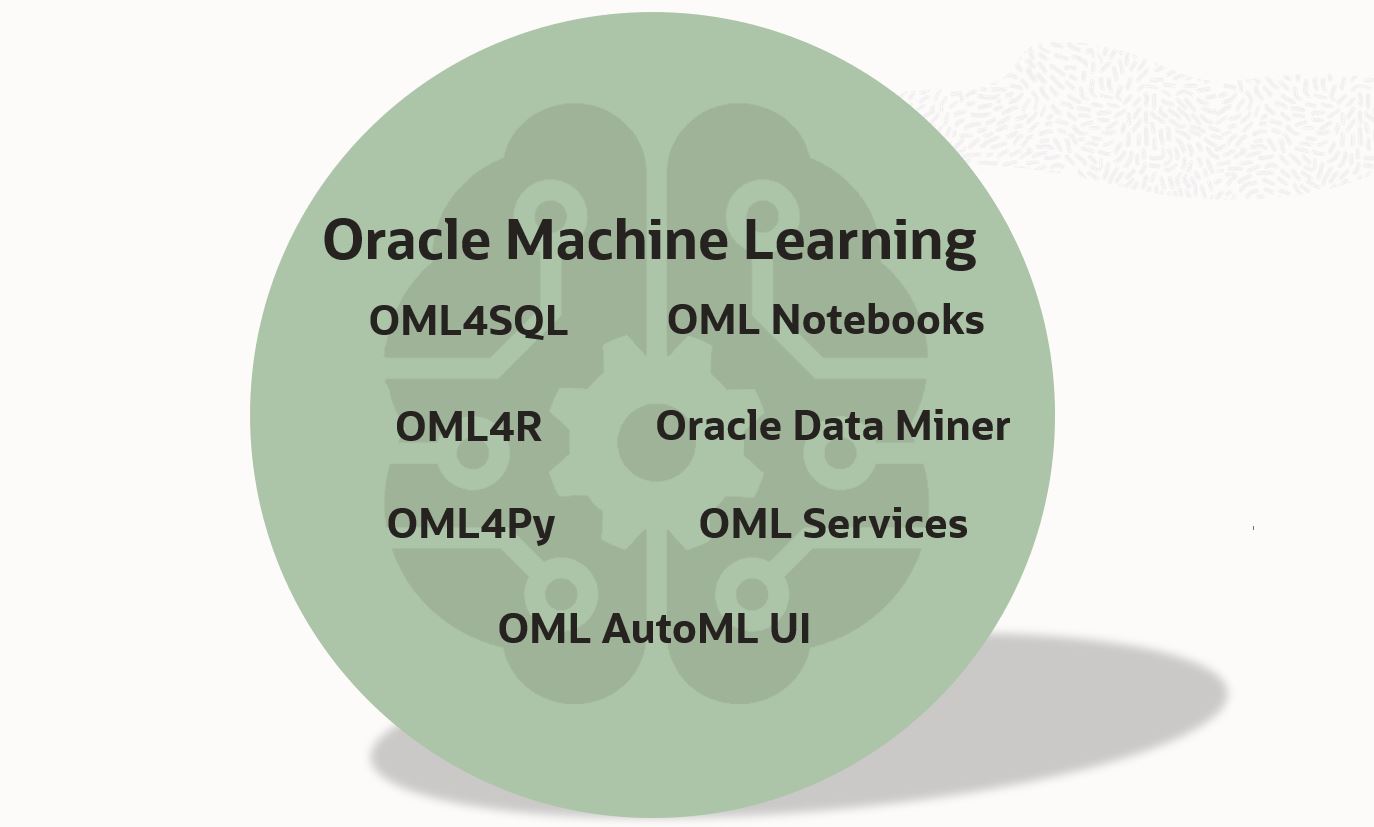 Oracle Machine Learning
OML4SQL OML Notebooks
OML4R Oracle Data Miner
OML4Py OML Services
OML AutoML UI